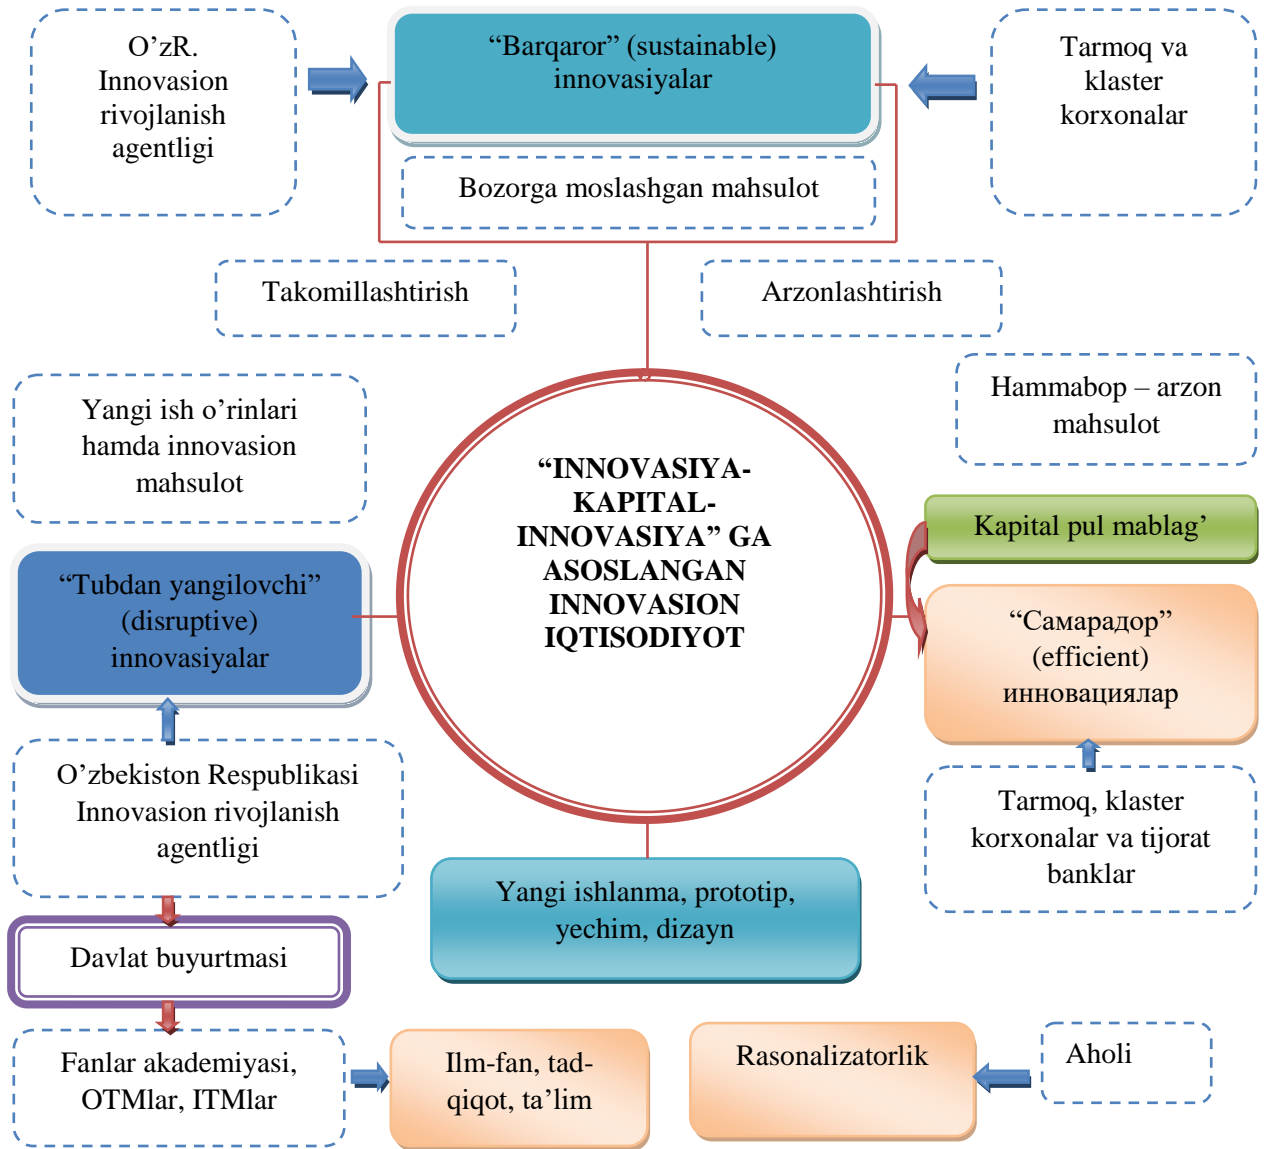 O’zR.
Innovasion
rivojlanish
agentligi
“Barqaror” (sustainable)
innovasiyalar
Tarmoq va
klaster
korxonalar
Bozorga moslashgan mahsulot
Takomillashtirish
Arzonlashtirish
Yangi ish o’rinlari
hamda innovasion
mahsulot
Hammabop – arzon
mahsulot
“INNOVASIYA-
KAPITAL-
INNOVASIYA” GA
ASOSLANGAN
INNOVASION
IQTISODIYOT
Kapital pul mablag’
“Tubdan yangilovchi”
(disruptive)
innovasiyalar
“Самарадор”
(efficient)
инновациялар
O’zbekiston Respublikasi
Innovasion rivojlanish
agentligi
Tarmoq, klaster
korxonalar va tijorat
banklar
Yangi ishlanma, prototip,
yechim, dizayn
Davlat buyurtmasi
Fanlar akademiyasi,
OTMlar, ITMlar
Ilm-fan, tad-
qiqot, ta’lim
Rasonalizatorlik
Aholi